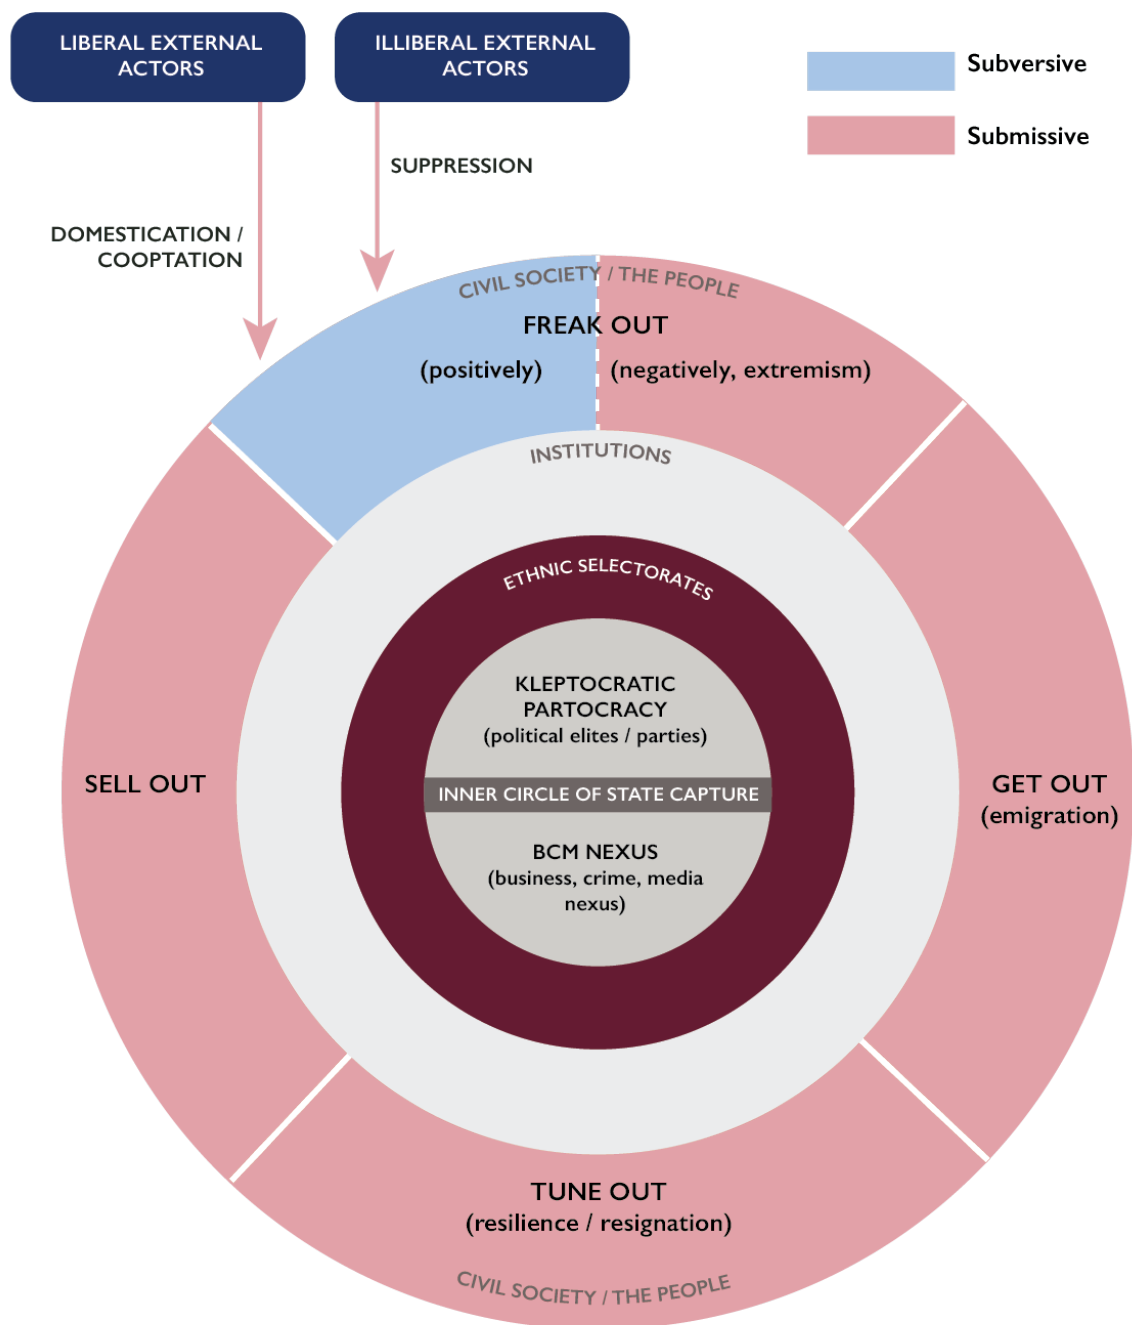 LIBERAL EXTERNAL
ACTORS
ILLIBERAL EXTERNAL
ACTORS
Subversive
Submissive
SUPPRESSION
DOMESTICATION /
COOPTATION
CIVIL SOCIETY / THE PEOPLE
FREAK OUT
(positively)
(negatively, extremism)
INSTITUTIONS
ETHNIC SELECTORATES
KLEPTOCRATIC
PARTOCRACY
(political elites / parties)
SELL OUT
INNER CIRCLE OF STATE CAPTURE
GET OUT
(emigration)
BCM NEXUS
(business, crime, media
nexus)
TUNE OUT
(resilience / resignation)
CIVIL SOCIETY / THE PEOPLE